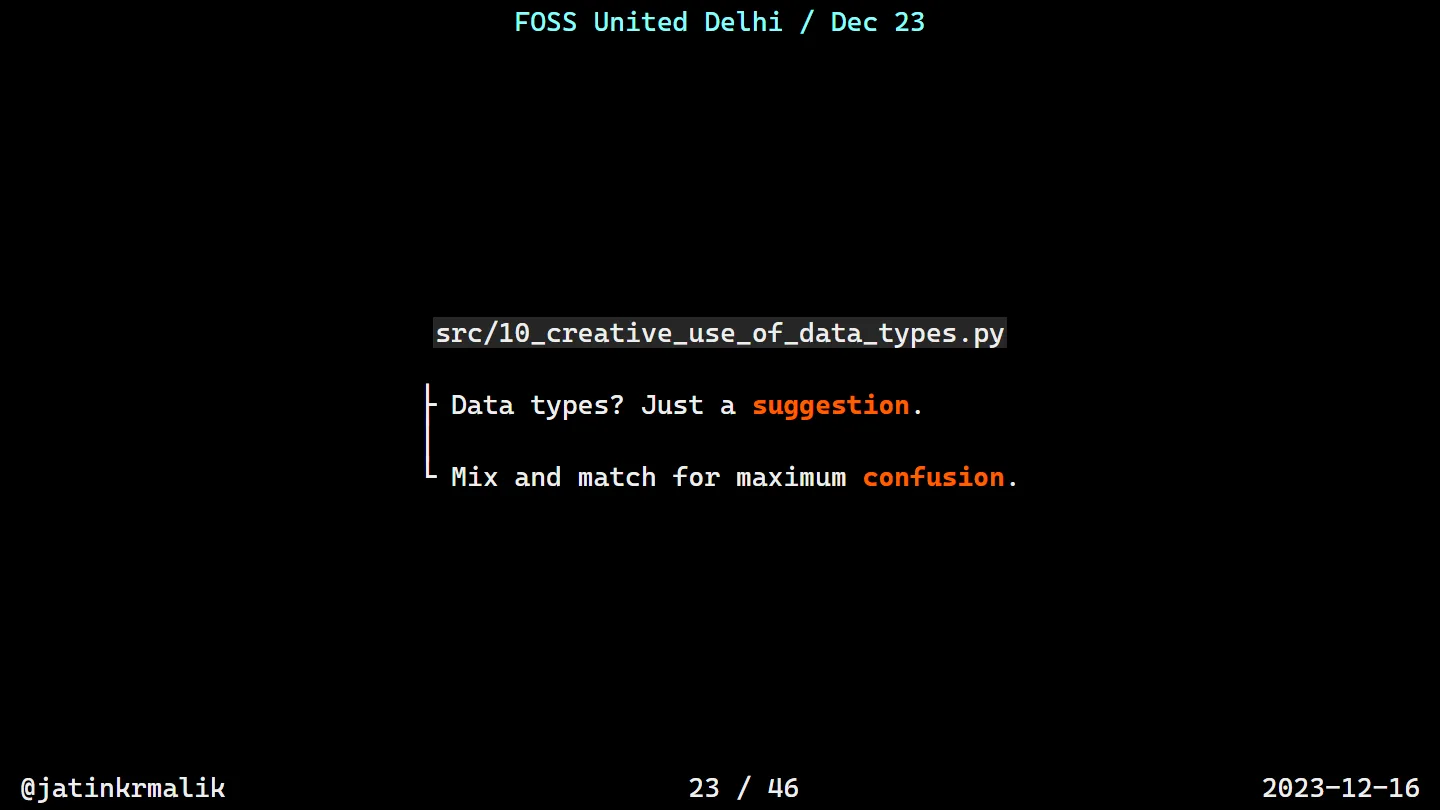 FOSS United Delhi / Dec 23
src/10_creative_use_of_data_types.py
├ Data types? Just a suggestion.
└ Mix and match for maximum confusion.
@jatinkrmalik
23 / 46
2023-12-16